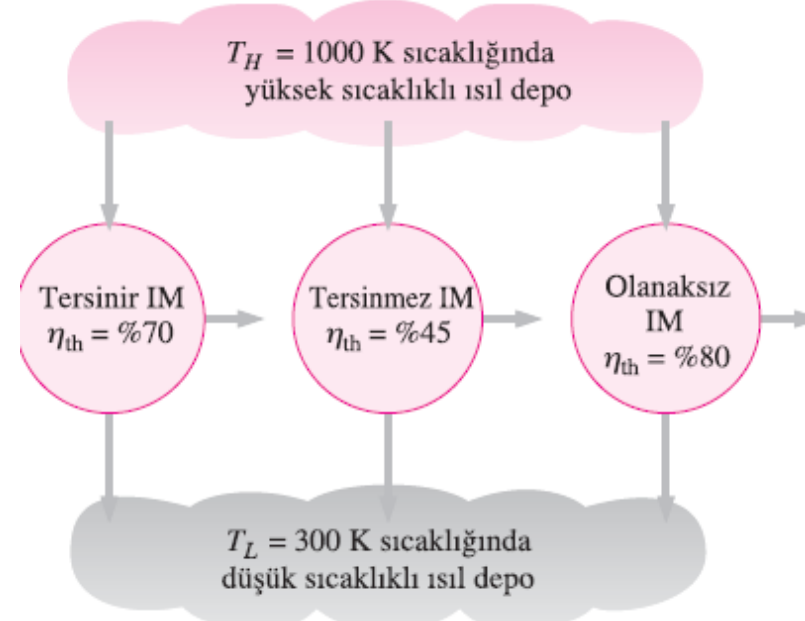 T_H = 1000 K sıcaklığında
yüksek sıcaklıklı ısıl depo
Tersinir IM
η_th = %70
Tersinmez IM
η_th = %45
Olanaksız
IM
η_th = %80
T_L = 300 K sıcaklığında
düşük sıcaklıklı ısıl depo